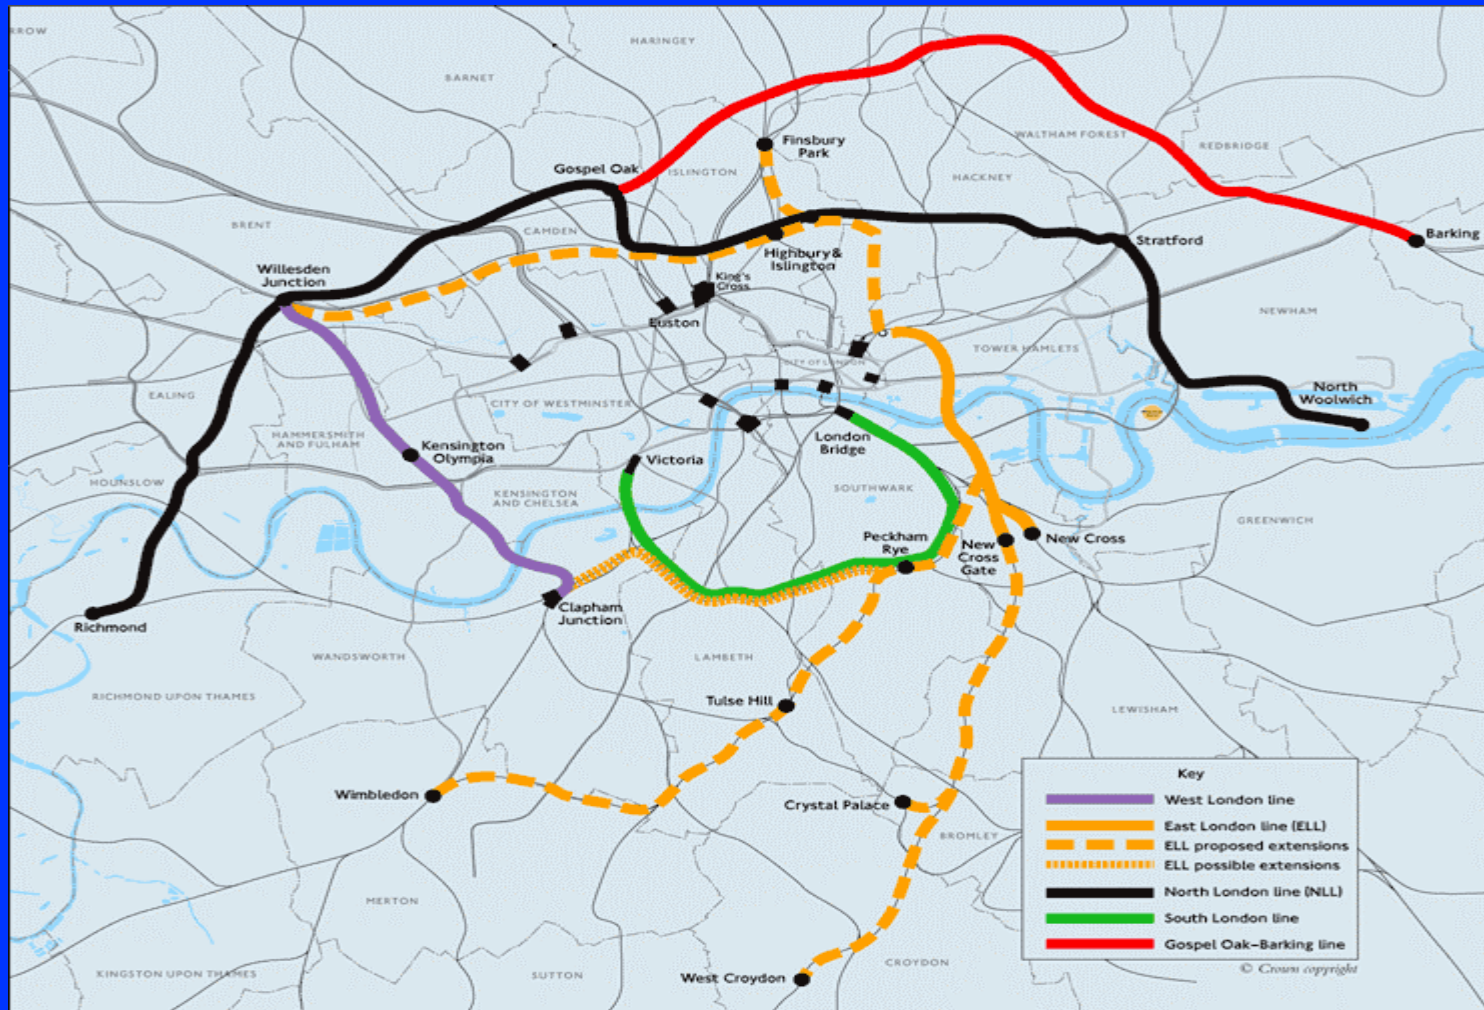 RROW
HARINGEY
BARNET
Finsbury
Park
WALTHAM FOREST
REDBRIDGE
Gospel Oak
ISLINGTON
HACKNEY
BRENT
CAMDEN
Barking
Stratford
Highbury &
Islington
Willesden
Junction
King's
Cross
Euston
NEWHAM
TOWER HAMLETS
CITY OF LONDON
EALING
CITY OF WESTMINSTER
North
Woolwich
HAMMERSMITH
AND FULHAM
Kensington
Olympia
London
Bridge
Victoria
HOUNSLOW
KENSINGTON
AND CHELSEA
SOUTHWARK
GREENWICH
Peckham
Rye
New
Cross
Gate
New Cross
Clapham
Junction
Richmond
WANDSWORTH
LAMBETH
RICHMOND UPON THAMES
Tulse Hill
LEWISHAM
Wimbledon
Crystal Palace
BROMLEY
Key
West London line
East London line (ELL)
ELL proposed extensions
ELL possible extensions
North London line (NLL)
South London line
Gospel Oak–Barking line
MERTON
© Crown copyright
KINGSTON UPON THAMES
SUTTON
West Croydon
CROYDON